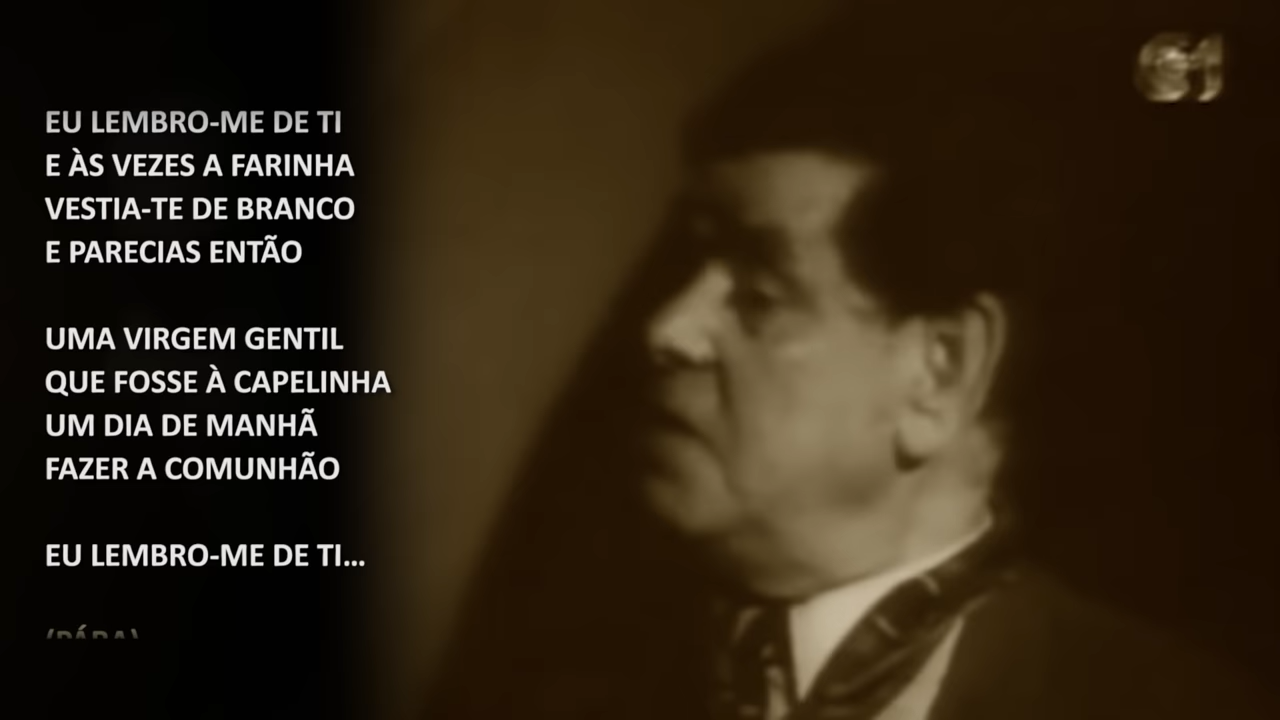 EU LEMBRO-ME DE TI
E ÀS VEZES A FARINHA
VESTIA-TE DE BRANCO
E PARECIAS ENTÃO
UMA VIRGEM GENTIL
QUE FOSSE À CAPELINHA
UM DIA DE MANHÃ
FAZER A COMUNHÃO
EU LEMBRO-ME DE TI...